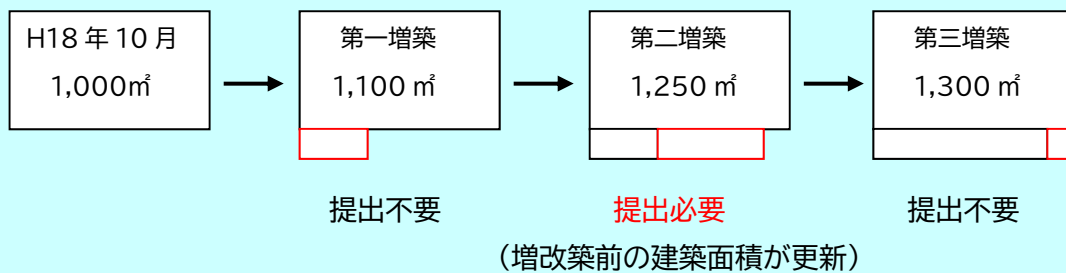 H18年10月
1,000㎡
第一増築
1,100㎡
第二増築
1,250㎡
第三増築
1,300㎡
提出不要
提出必要
提出不要
（増改築前の建築面積が更新）